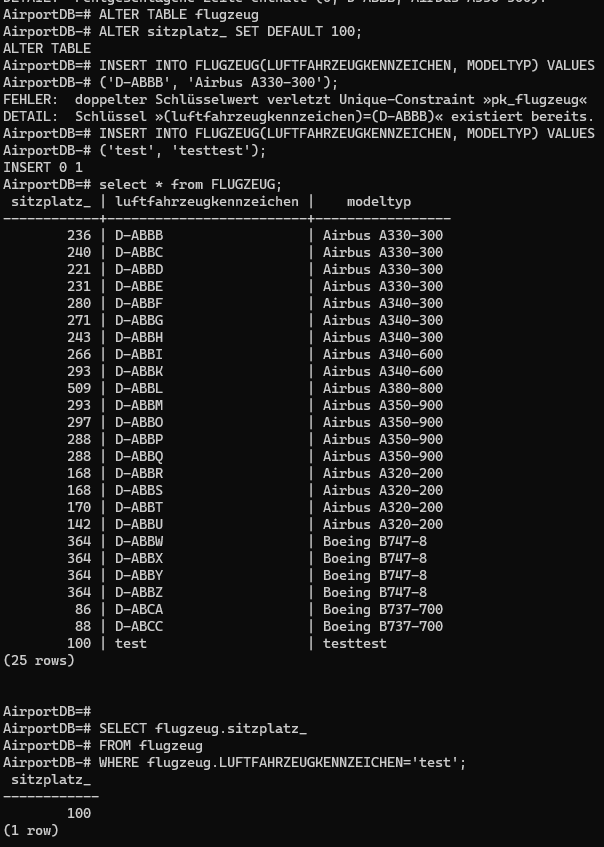 DETAIL: Fehlgeschlagene Zeile enthält (0, D-ABBB, Airbus A330-300).
AirportDB=# ALTER TABLE flugzeug
AirportDB-# ALTER sitzplatz_ SET DEFAULT 100;
ALTER TABLE
AirportDB=# INSERT INTO FLUGZEUG(LUFTFAHRZEUGKENNZEICHEN, MODELTYP) VALUES
AirportDB-# ('D-ABBB', 'Airbus A330-300');
FEHLER:  doppelter Schlüsselwert verletzt Unique-Constraint »pk_flugzeug«
DETAIL:  Schlüssel »(luftfahrzeugkennzeichen)=(D-ABBB)« existiert bereits.
AirportDB=# INSERT INTO FLUGZEUG(LUFTFAHRZEUGKENNZEICHEN, MODELTYP) VALUES
AirportDB-# ('test', 'testtest');
INSERT 0 1
AirportDB=# select * from FLUGZEUG;
 sitzplatz_ | luftfahrzeugkennzeichen |    modeltyp
------------+-------------------------+-----------------
        236 | D-ABBB                  | Airbus A330-300
        240 | D-ABBC                  | Airbus A330-300
        221 | D-ABBD                  | Airbus A330-300
        231 | D-ABBE                  | Airbus A330-300
        280 | D-ABBF                  | Airbus A340-300
        271 | D-ABBG                  | Airbus A340-300
        243 | D-ABBH                  | Airbus A340-300
        266 | D-ABBI                  | Airbus A340-600
        293 | D-ABBK                  | Airbus A340-600
        509 | D-ABBL                  | Airbus A380-800
        293 | D-ABBM                  | Airbus A350-900
        297 | D-ABBO                  | Airbus A350-900
        288 | D-ABBP                  | Airbus A350-900
        288 | D-ABBQ                  | Airbus A350-900
        168 | D-ABBR                  | Airbus A320-200
        168 | D-ABBS                  | Airbus A320-200
        170 | D-ABBT                  | Airbus A320-200
        142 | D-ABBU                  | Airbus A320-200
        364 | D-ABBW                  | Boeing B747-8
        364 | D-ABBX                  | Boeing B747-8
        364 | D-ABBY                  | Boeing B747-8
        364 | D-ABBZ                  | Boeing B747-8
         86 | D-ABCA                  | Boeing B737-700
         88 | D-ABCC                  | Boeing B737-700
        100 | test                    | testtest
(25 rows)
AirportDB=#
AirportDB=# SELECT flugzeug.sitzplatz_
AirportDB-# FROM flugzeug
AirportDB-# WHERE flugzeug.LUFTFAHRZEUGKENNZEICHEN='test';
 sitzplatz_
------------
        100
(1 row)